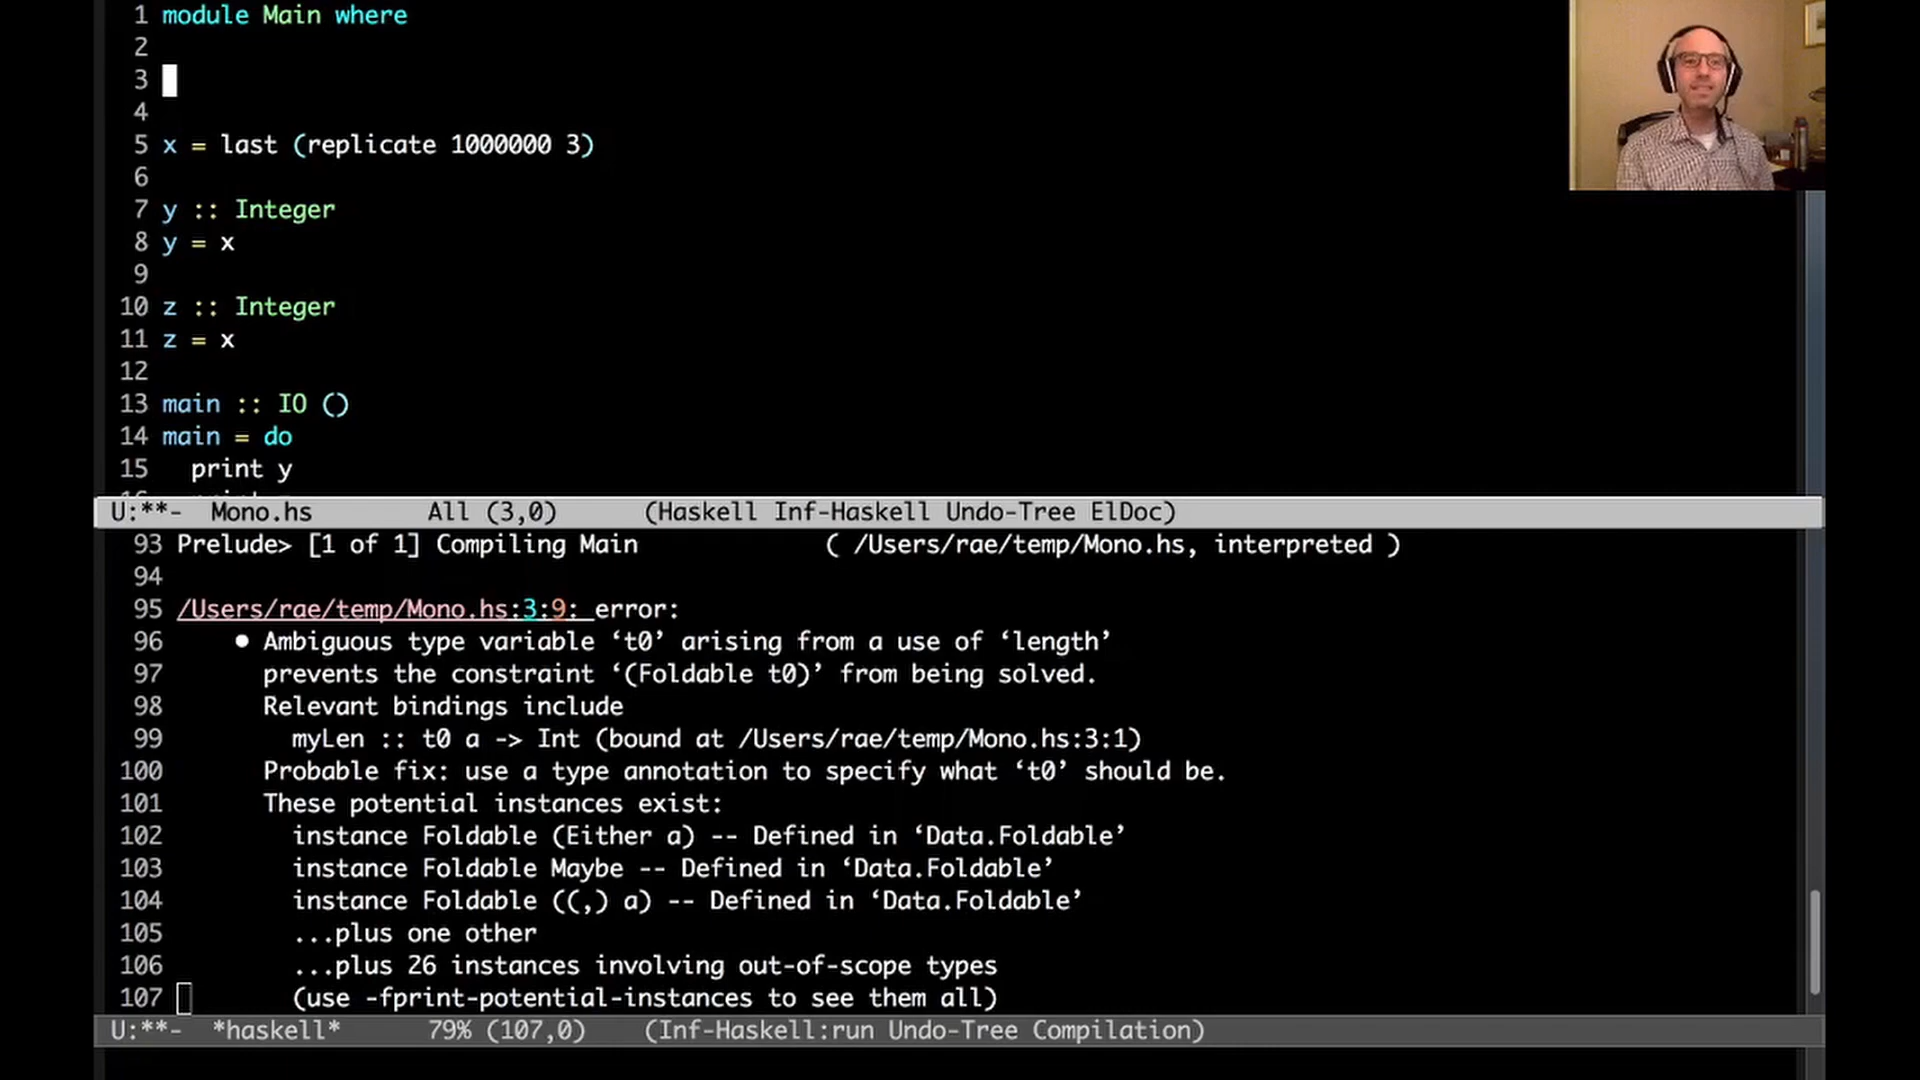 1 module Main where
2
3
4
5 x = last (replicate 1000000 3)
6
7 y :: Integer
8 y = x
9
10 z :: Integer
11 z = x
12
13 main :: IO ()
14 main = do
15 print y
U:**- Mono.hs All (3,0) (Haskell Inf-Haskell Undo-Tree ElDoc)
93 Prelude> [1 of 1] Compiling Main ( /Users/rae/temp/Mono.hs, interpreted )
94
95 /Users/rae/temp/Mono.hs:3:9: error:
96 • Ambiguous type variable ‘t0’ arising from a use of ‘length’
97 prevents the constraint ‘(Foldable t0)’ from being solved.
98 Relevant bindings include
99 myLen :: t0 a -> Int (bound at /Users/rae/temp/Mono.hs:3:1)
100 Probable fix: use a type annotation to specify what ‘t0’ should be.
101 These potential instances exist:
102 instance Foldable (Either a) -- Defined in ‘Data.Foldable’
103 instance Foldable Maybe -- Defined in ‘Data.Foldable’
104 instance Foldable ((,) a) -- Defined in ‘Data.Foldable’
105 ...plus one other
106 ...plus 26 instances involving out-of-scope types
107 (use -fprint-potential-instances to see them all)
U:**- *haskell* 79% (107,0) (Inf-Haskell:run Undo-Tree Compilation)